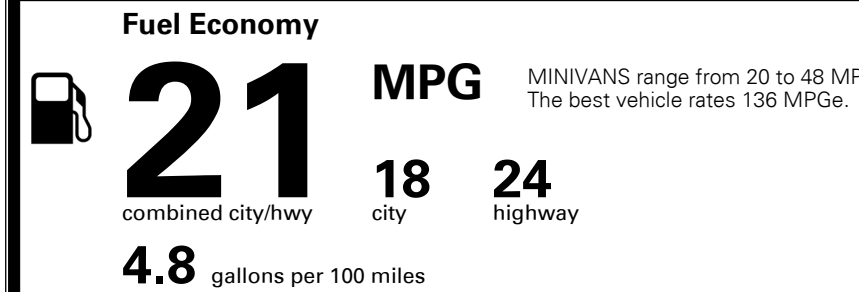 Fuel Economy
21 MPG
MINIVANS range from 20 to 48
The best vehicle rates 136 MPGe.
combined city/hwy
18 city
24 highway
4.8 gallons per 100 miles